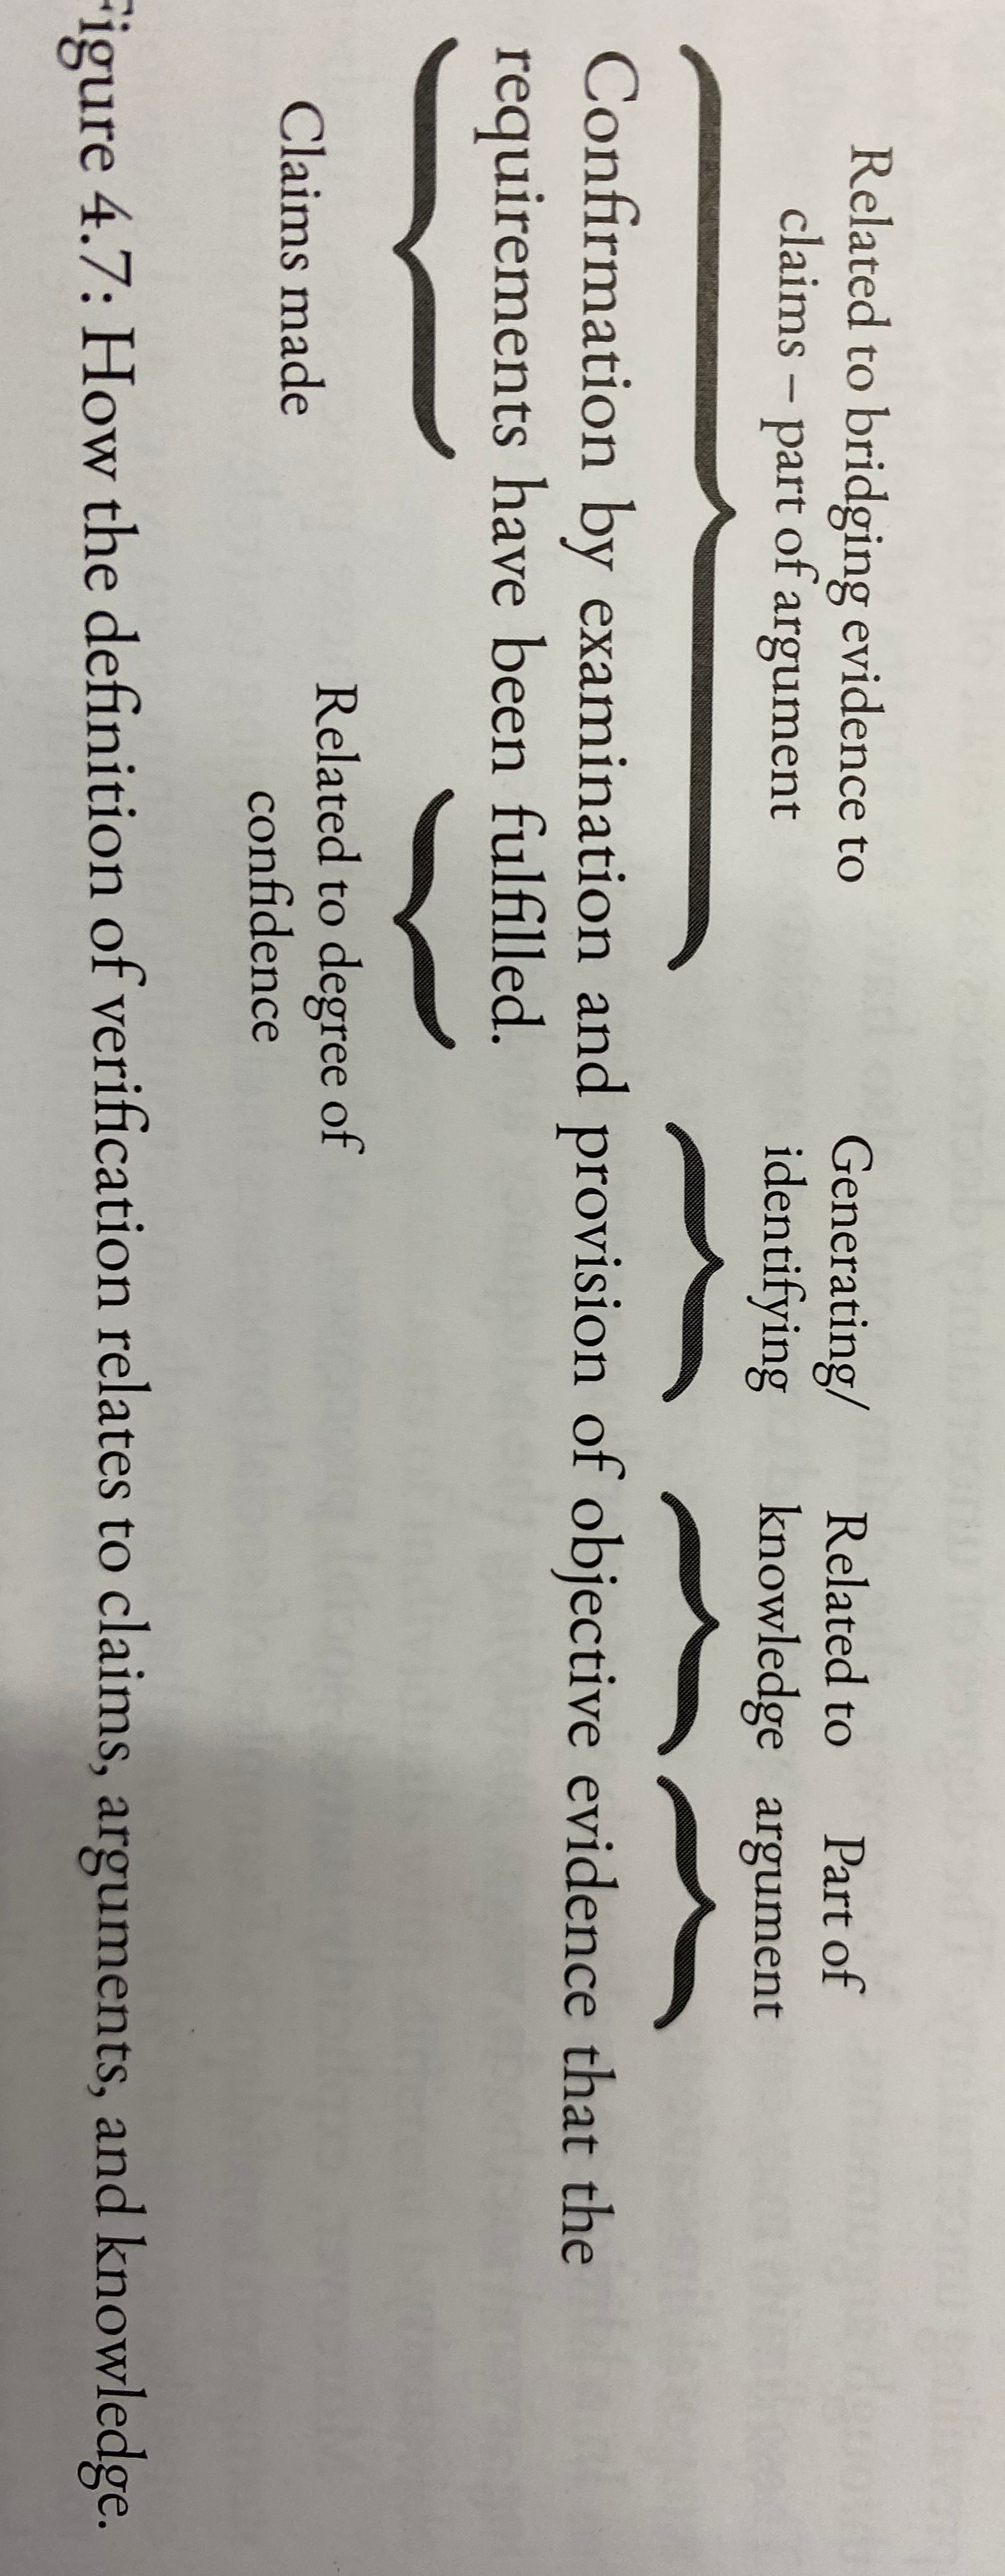 Related to bridging evidence to
claims – part of argument
Generating/
identifying
Related to
knowledge
Part of
argument
Confirmation by examination and provision of objective evidence that the
requirements have been fulfilled.
Claims made
Related to degree of
confidence
Figure 4.7: How the definition of verification relates to claims, arguments, and knowledge.